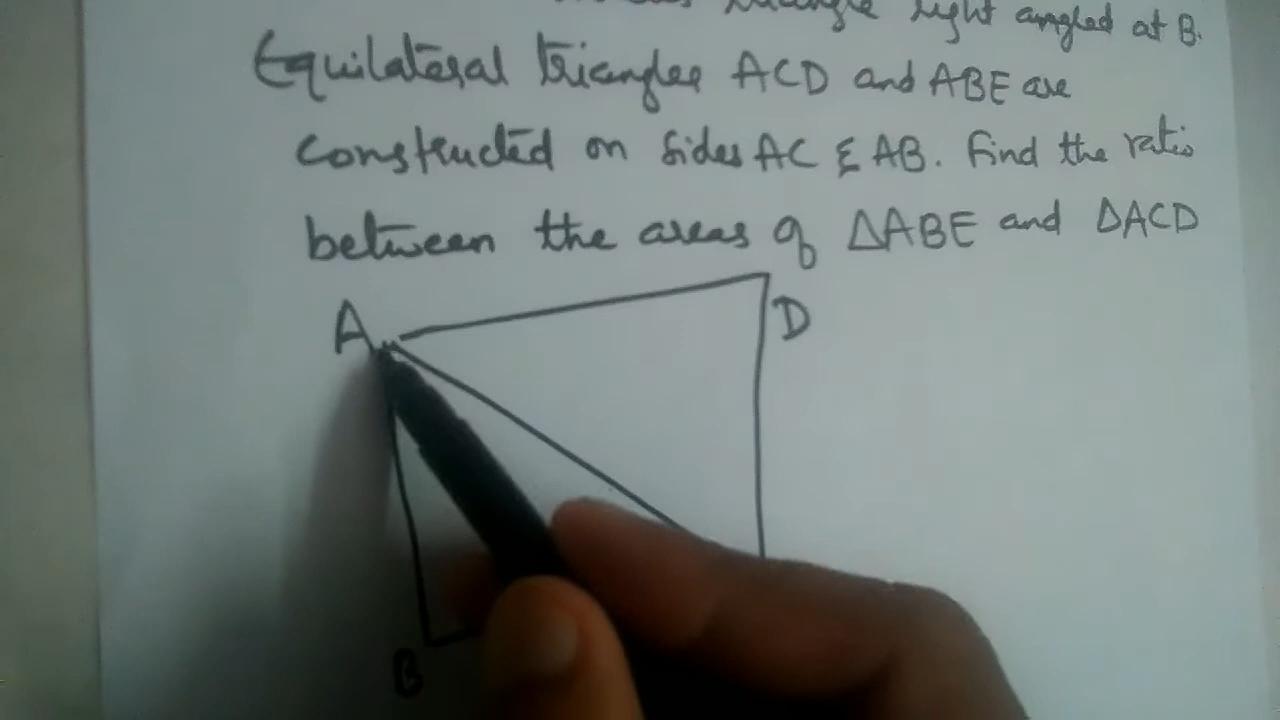 triangle right angled at B.
Equilateral triangles ACD and ABE are
constructed on sides AC & AB. Find the ratio
between the areas of ΔABE and ΔACD
A
D
B